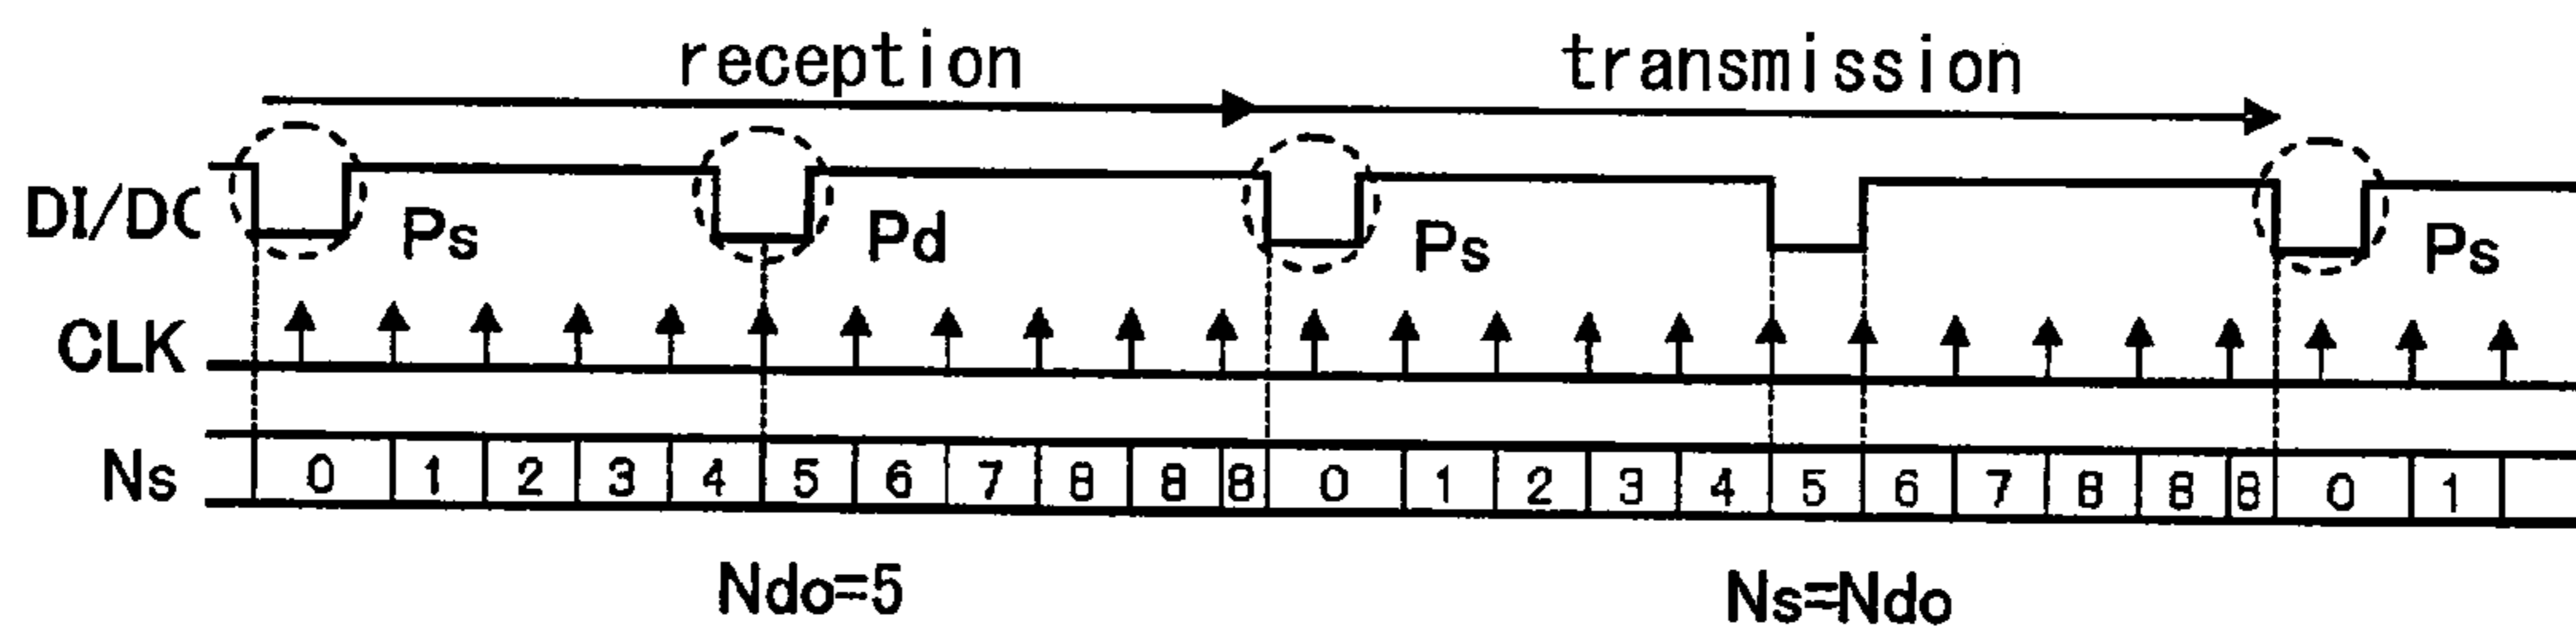 reception transmission
DI/DO Ps Pd Ps Ps
CLK
Ns 0 1 2 3 4 5 6 7 8 8 8 0 1 2 3 4 5 6 7 8 8 8 0 1
Ndo=5 Ns=Ndo